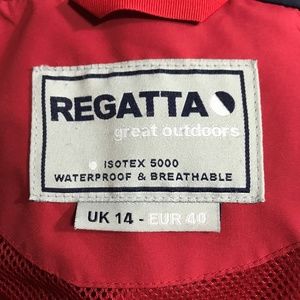 REGATTA
great outdoors
ISOTEX 5000
WATERPROOF & BREATHABLE
UK 14 - EUR 40